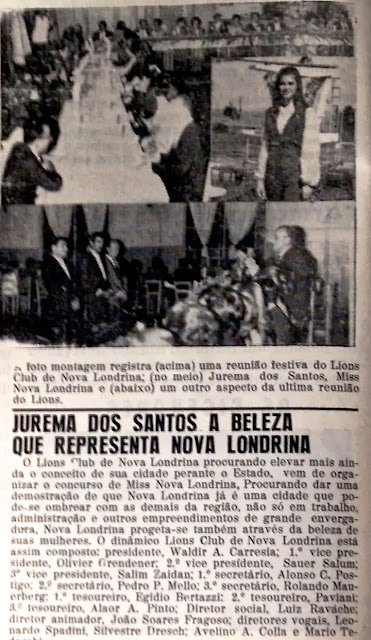 A foto montagem registra (acima) uma reunião festiva do Lions
Club de Nova Londrina; (no meio) Jurema dos Santos, Miss
Nova Londrina e (abaixo) um outro aspecto da ultima reunião
do Lions.
JUREMA DOS SANTOS A BELEZA
QUE REPRESENTA NOVA LONDRINA
O Lions Club de Nova Londrina procurando elevar mais ain-
da o conceito de sua cidade perante o Estado, vem de or-
ganizar o concurso de Miss Nova Londrina, Procurando dar uma
demostração de que Nova Londrina já é uma cidade que po-
de-se ombrear com as demais da região, não só em trabalho,
administração e outros empreendimentos de grande enverga-
dura, Nova Londrina progeta-se também através da beleza de
suas mulheres. O dinâmico Lions Club de Nova Londrina está
assim composto: presidente, Waldir A. Carresia; 1.º vice pre-
sidente, Olivier Grendener; 2.º vice presidente, Sauer Salum;
3º vice presidente, Salim Zaidan; 1.º secretário, Alonso C. Pos-
tigo; 2.º secretário, Pedro P. Mello; 3.º secretário, Rolando Mau-
erberg: 1.º tesoureiro, Egidio Bertazzi: 2.º tesoureiro, Paviani;
3.º tesoureiro, Alaor A. Pinto; Diretor social, Luiz Ravache;
diretor animador, João Soares Fragoso; diretores vogais, Leo-
nardo Spadini, Silvestre Dresch; Avelino A. Colla e Mario Te-